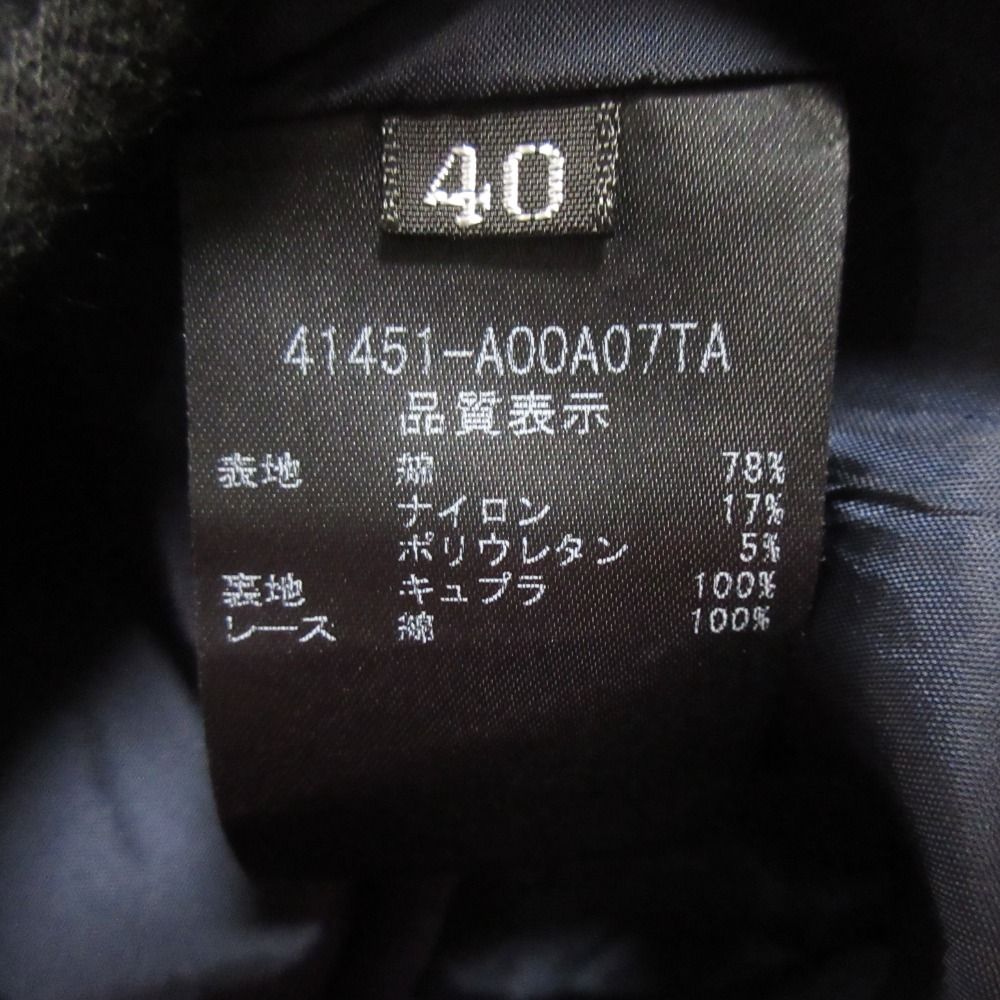 40
41451-A00A07TA
品質表示
表地 綿 78%
ナイロン 17%
ポリウレタン 5%
裏地 キュプラ 100%
レース 綿 100%